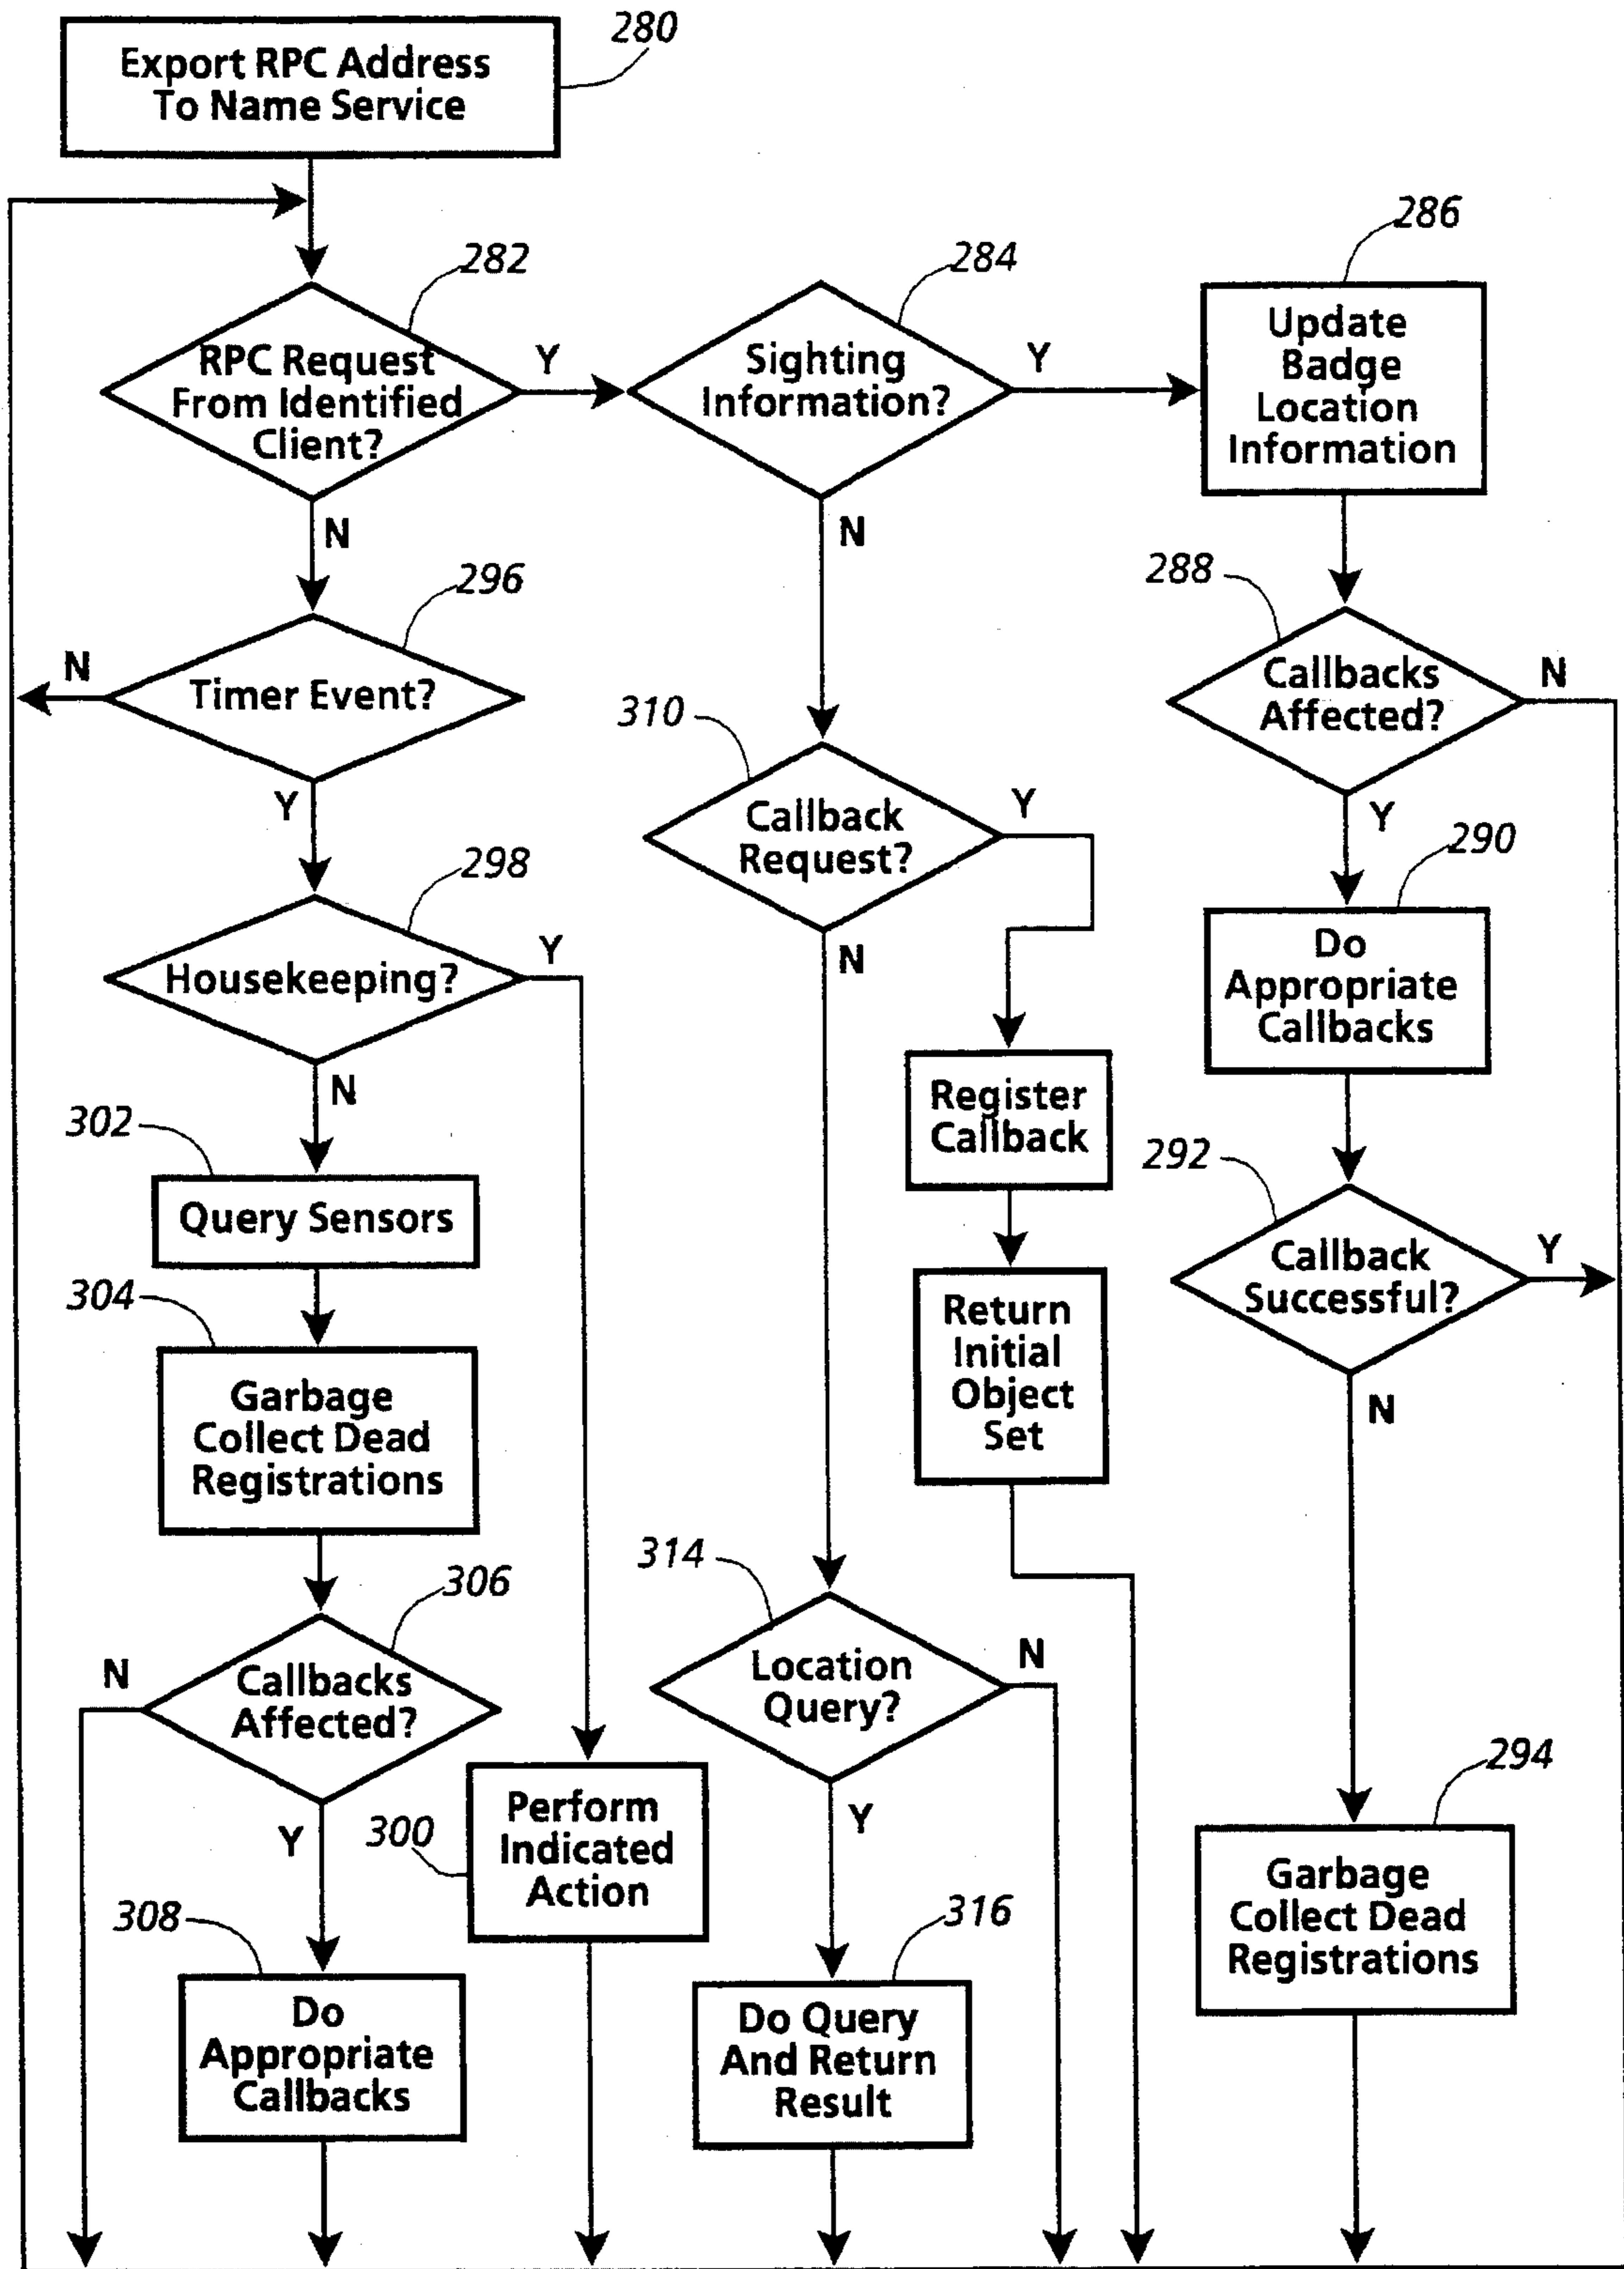 280
Export RPC Address
To Name Service
282
RPC Request
From Identified
Client?
Y
N
284
Sighting
Information?
Y
N
286
Update
Badge
Location
Information
288
Callbacks
Affected?
N
Y
290
Do
Appropriate
Callbacks
292
Callback
Successful?
Y
N
294
Garbage
Collect Dead
Registrations
296
Timer Event?
N
Y
298
Housekeeping?
Y
N
300
Perform
Indicated
Action
302
Query Sensors
304
Garbage
Collect Dead
Registrations
306
Callbacks
Affected?
N
Y
308
Do
Appropriate
Callbacks
310
Callback
Request?
Y
N
Register
Callback
Return
Initial
Object
Set
314
Location
Query?
N
Y
316
Do Query
And Return
Result